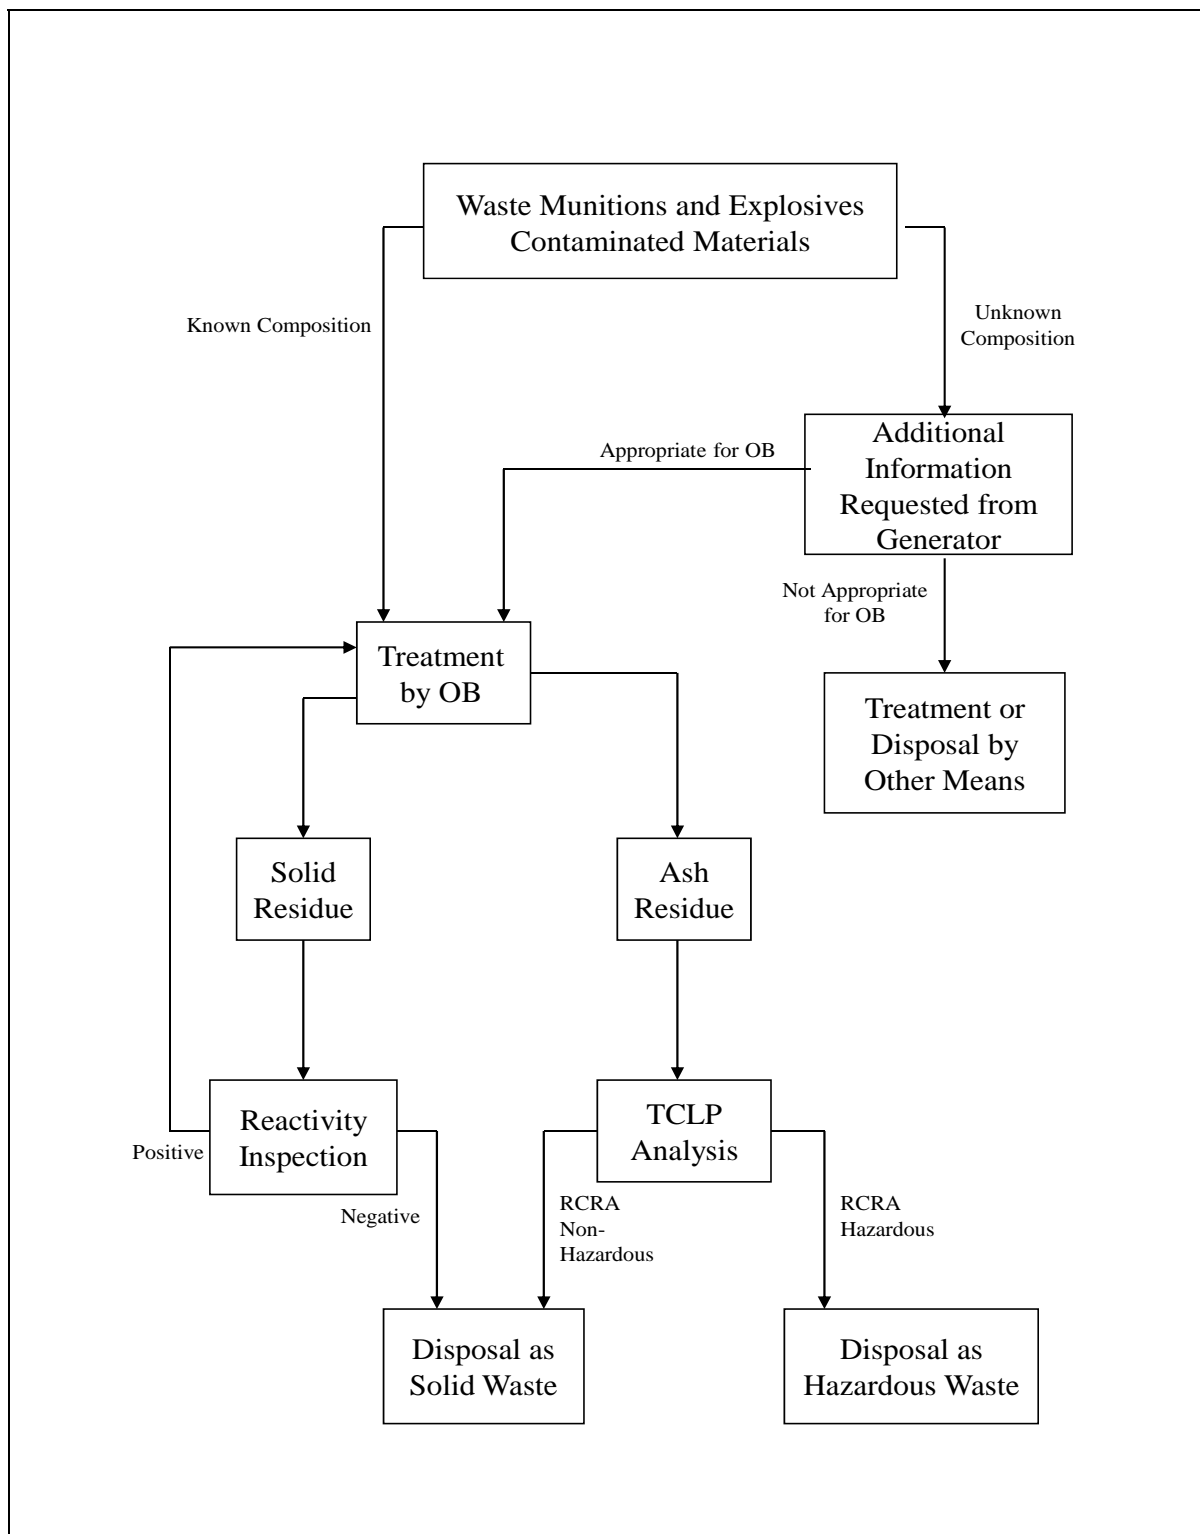 Waste Munitions and Explosives
Contaminated Materials
Known Composition
Unknown
Composition
Additional
Information
Requested from
Generator
Appropriate for OB
Not Appropriate
for OB
Treatment
by OB
Treatment or
Disposal by
Other Means
Solid
Residue
Ash
Residue
Reactivity
Inspection
TCLP
Analysis
Positive
Negative
RCRA
Non-
Hazardous
RCRA
Hazardous
Disposal as
Solid Waste
Disposal as
Hazardous Waste